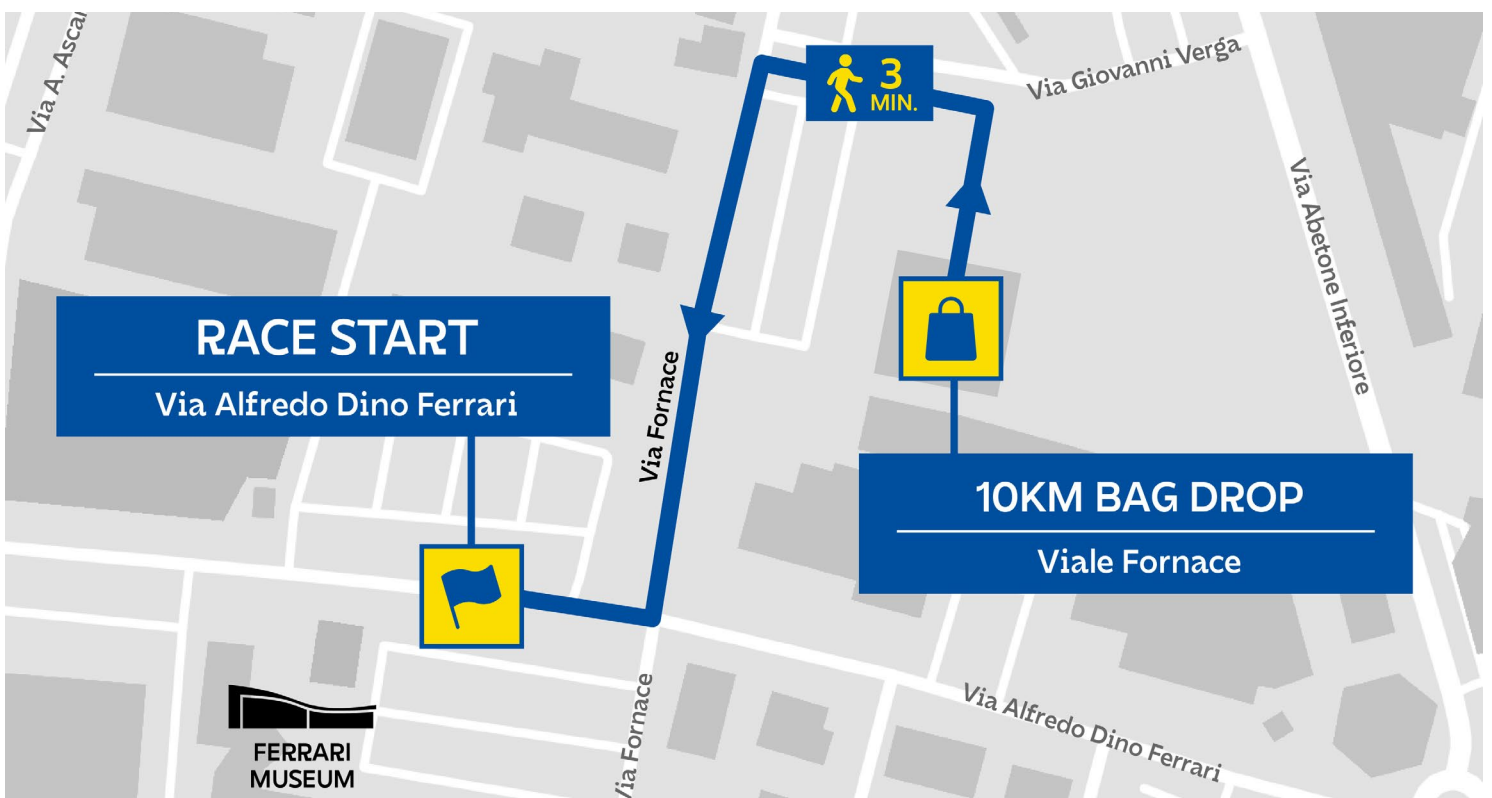 Via A. Ascar
3
MIN.
Via Giovanni Verga
Via Abetone Inferiore
RACE START
Via Alfredo Dino Ferrari
Via Fornace
10KM BAG DROP
Viale Fornace
Via Fornace
Via Alfredo Dino Ferrari
FERRARI
MUSEUM